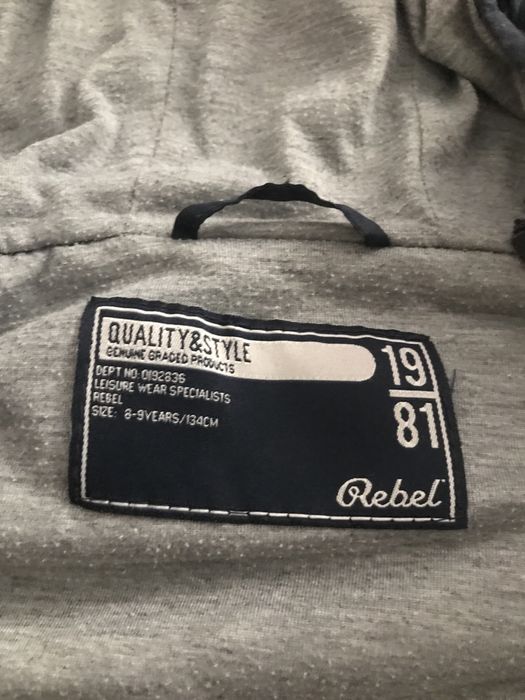 QUALITY&STYLE
GENUINE GRADED PRODUCTS
DEPT NO: 0192836
LEISURE WEAR SPECIALISTS
REBEL
SIZE: 8-9YEARS/134CM
19
81
Rebel